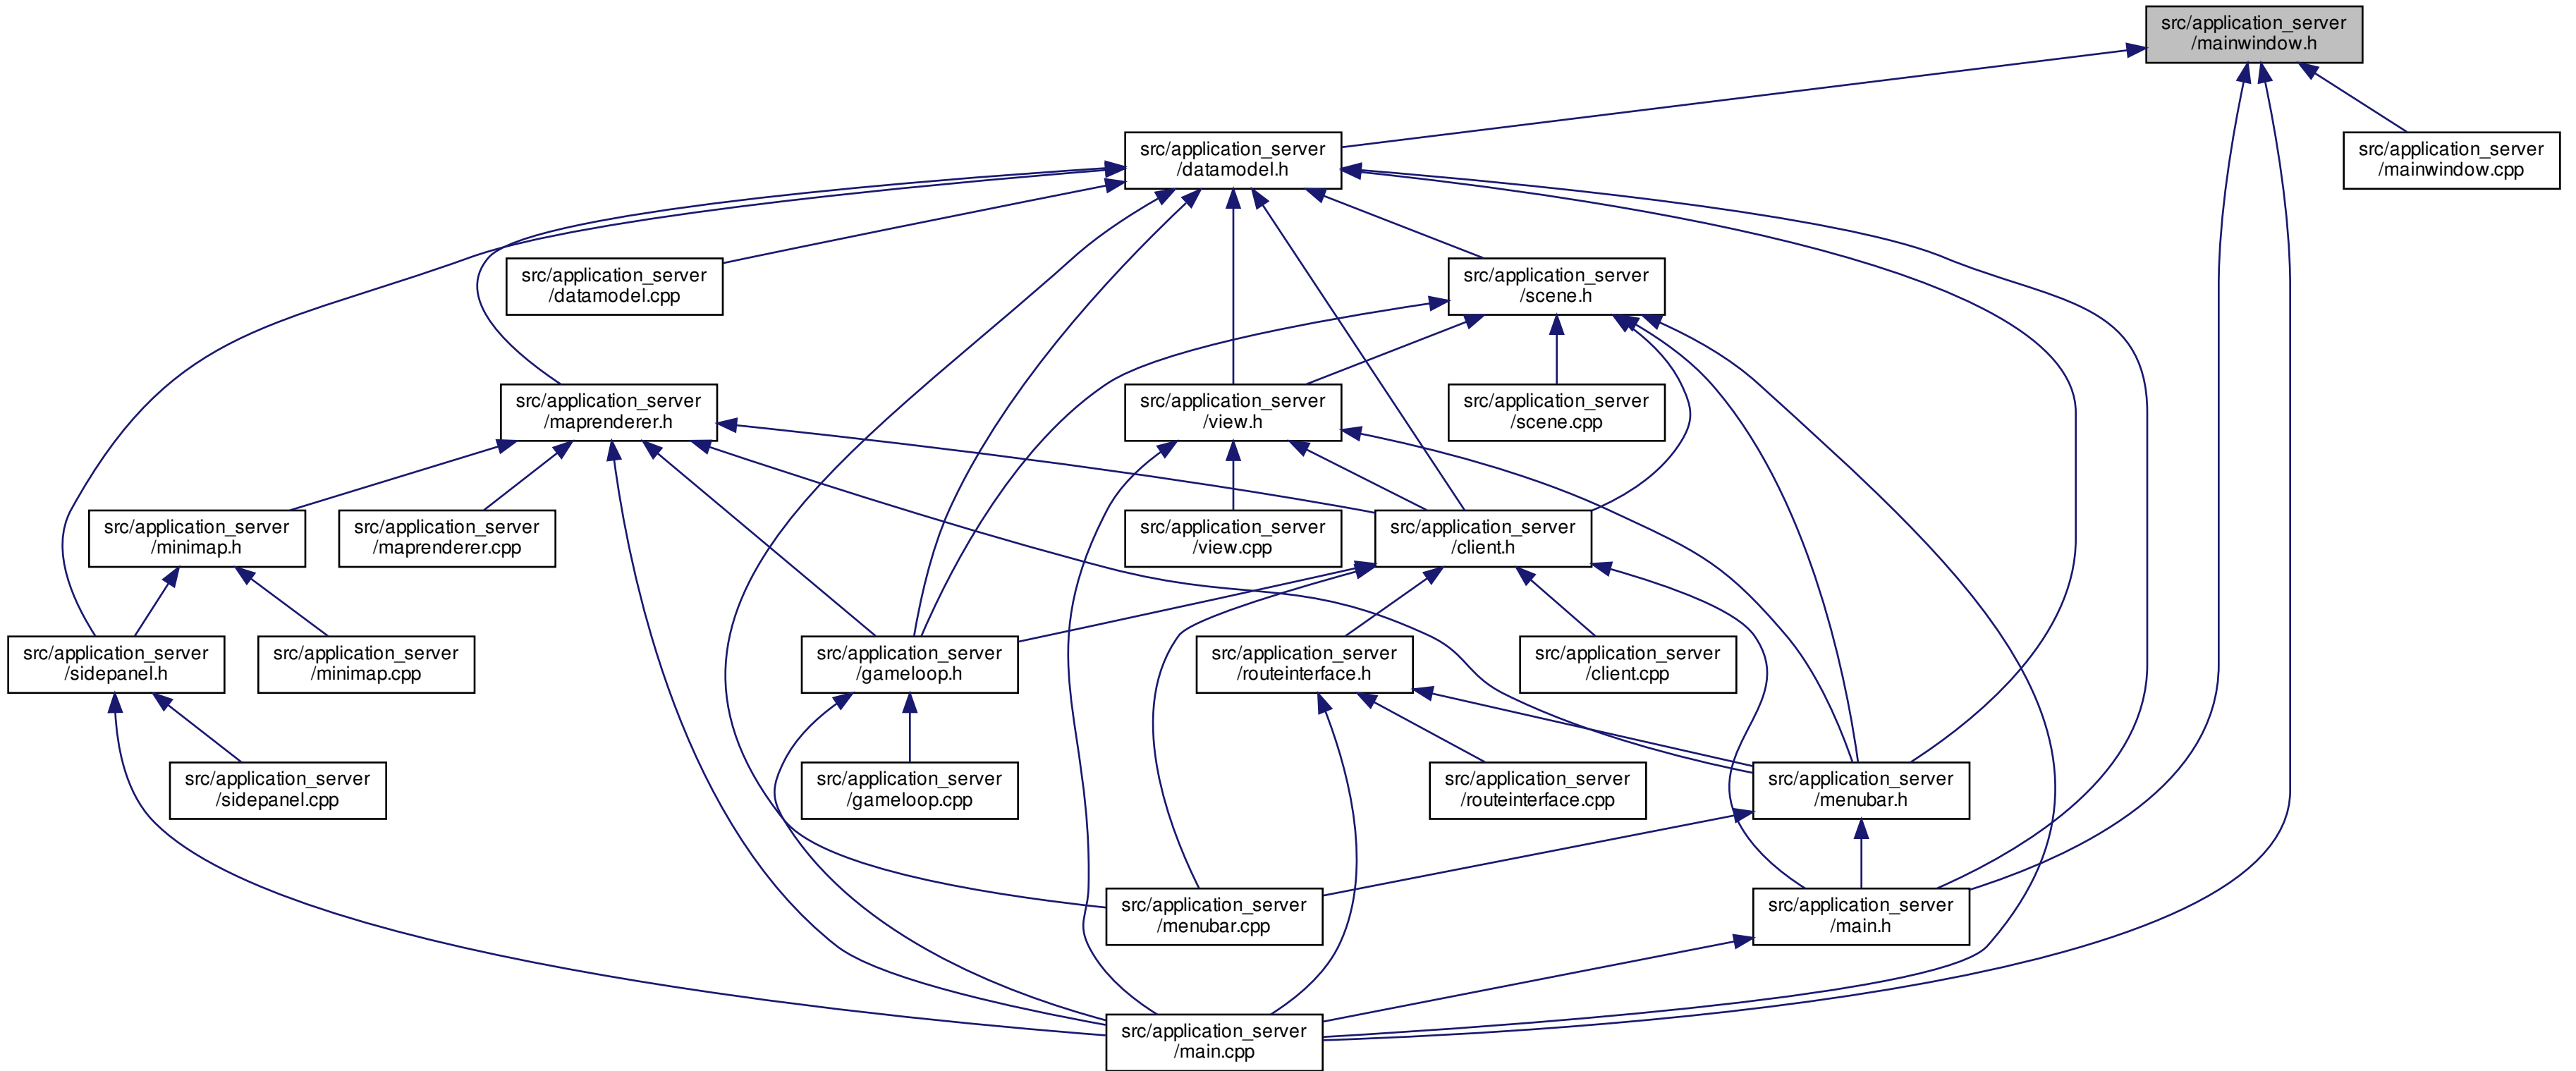 src/application_server
/mainwindow.h
src/application_server
/datamodel.h
src/application_server
/mainwindow.cpp
src/application_server
/datamodel.cpp
src/application_server
/scene.h
src/application_server
/maprenderer.h
src/application_server
/view.h
src/application_server
/scene.cpp
src/application_server
/minimap.h
src/application_server
/maprenderer.cpp
src/application_server
/view.cpp
src/application_server
/client.h
src/application_server
/sidepanel.h
src/application_server
/minimap.cpp
src/application_server
/gameloop.h
src/application_server
/routeinterface.h
src/application_server
/client.cpp
src/application_server
/sidepanel.cpp
src/application_server
/gameloop.cpp
src/application_server
/routeinterface.cpp
src/application_server
/menubar.h
src/application_server
/menubar.cpp
src/application_server
/main.h
src/application_server
/main.cpp